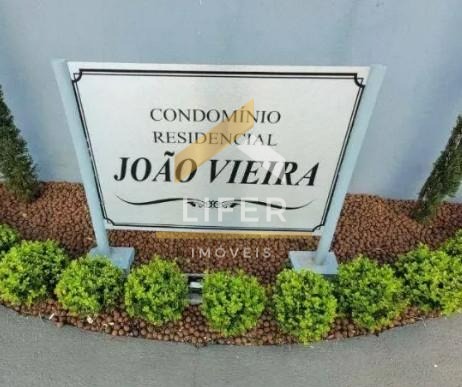 CONDOMÍNIO
RESIDENCIAL
JOÃO VIEIRA
LIFER
IMÓVEIS